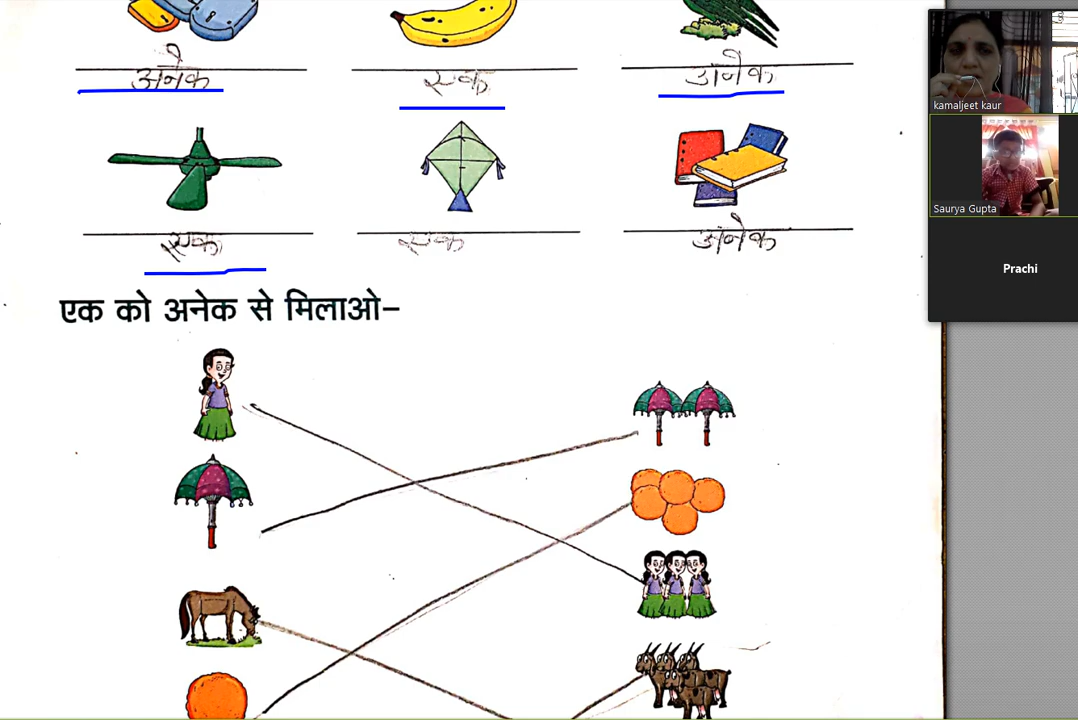 अनेक एक अनेक
kamaljeet kaur
Saurya Gupta
एक एक अनेक
Prachi
एक को अनेक से मिलाओ-